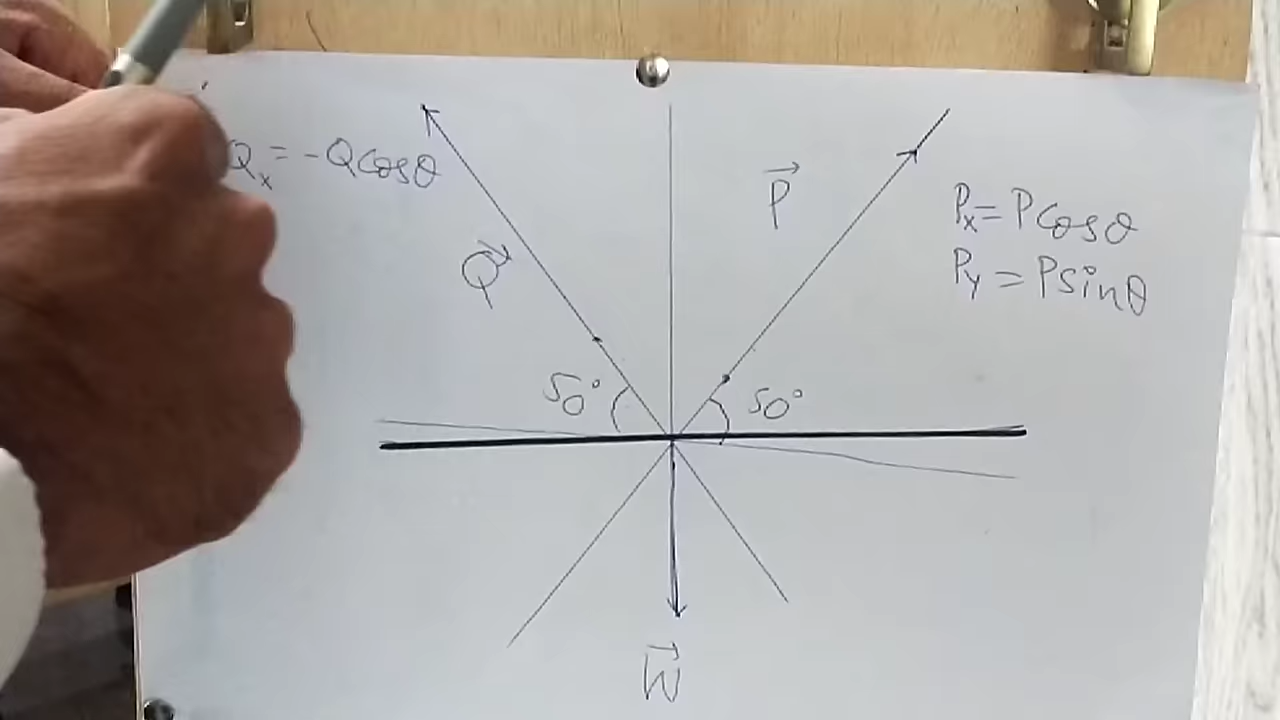 Qₓ = -Qcosθ
P⃗
Pₓ = Pcosθ
Q⃗
Py = Psinθ
50°
50°
W⃗